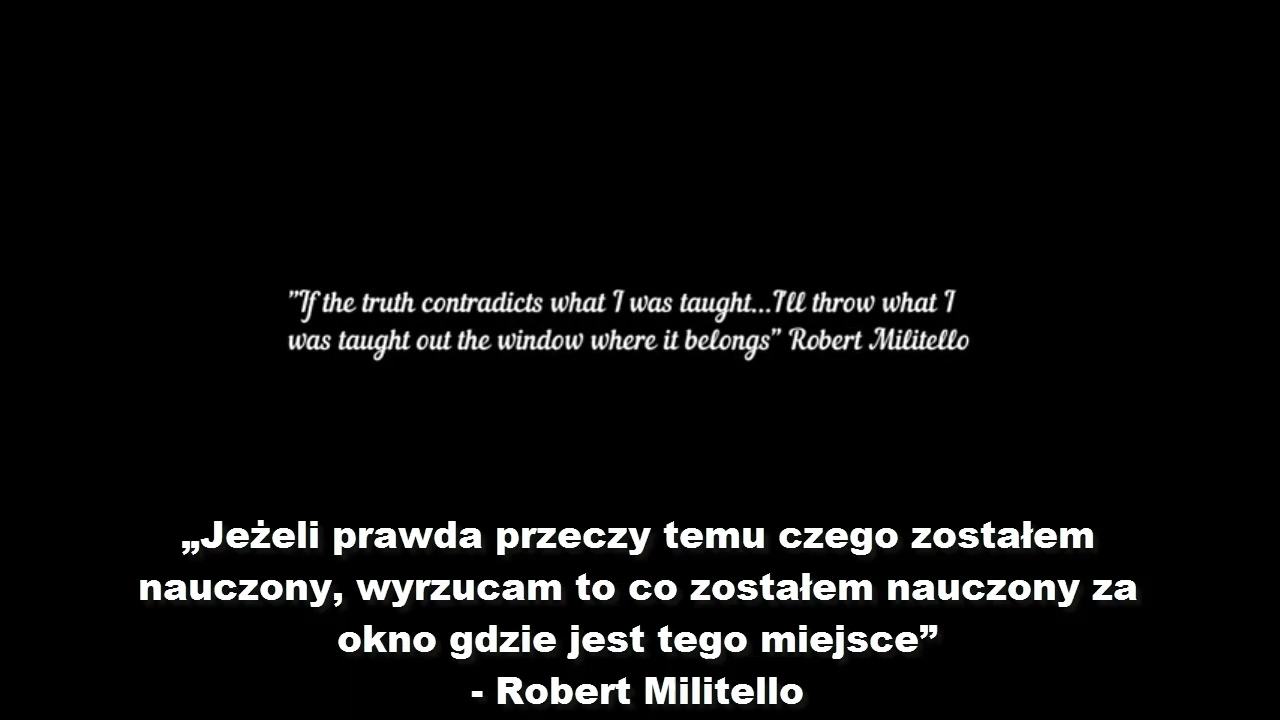 "If the truth contradicts what I was taught...I'll throw what I
was taught out the window where it belongs" Robert Militello
„Jeżeli prawda przeczy temu czego zostałem
nauczony, wyrzucam to co zostałem nauczony za
okno gdzie jest tego miejsce”
- Robert Militello